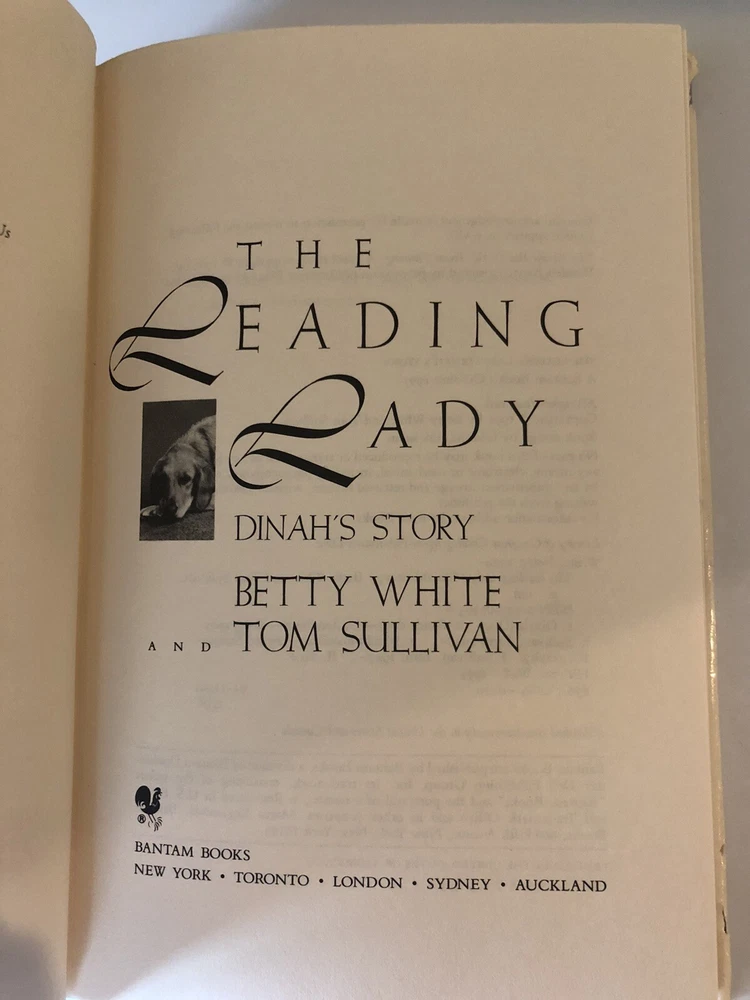 THE
LEADING
LADY
DINAH'S STORY
BETTY WHITE
AND TOM SULLIVAN
®
BANTAM BOOKS
NEW YORK • TORONTO • LONDON • SYDNEY • AUCKLAND